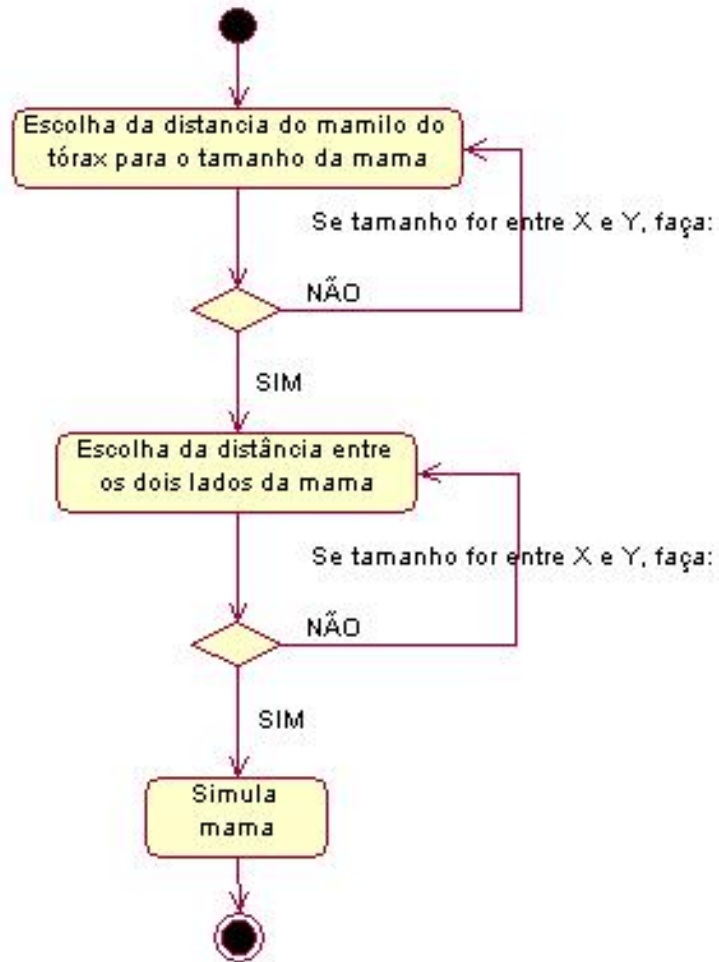 Escolha da distancia do mamilo do
tórax para o tamanho da mama
Se tamanho for entre X e Y, faça:
NÃO
SIM
Escolha da distância entre
os dois lados da mama
Se tamanho for entre X e Y, faça:
NÃO
SIM
Simula
mama